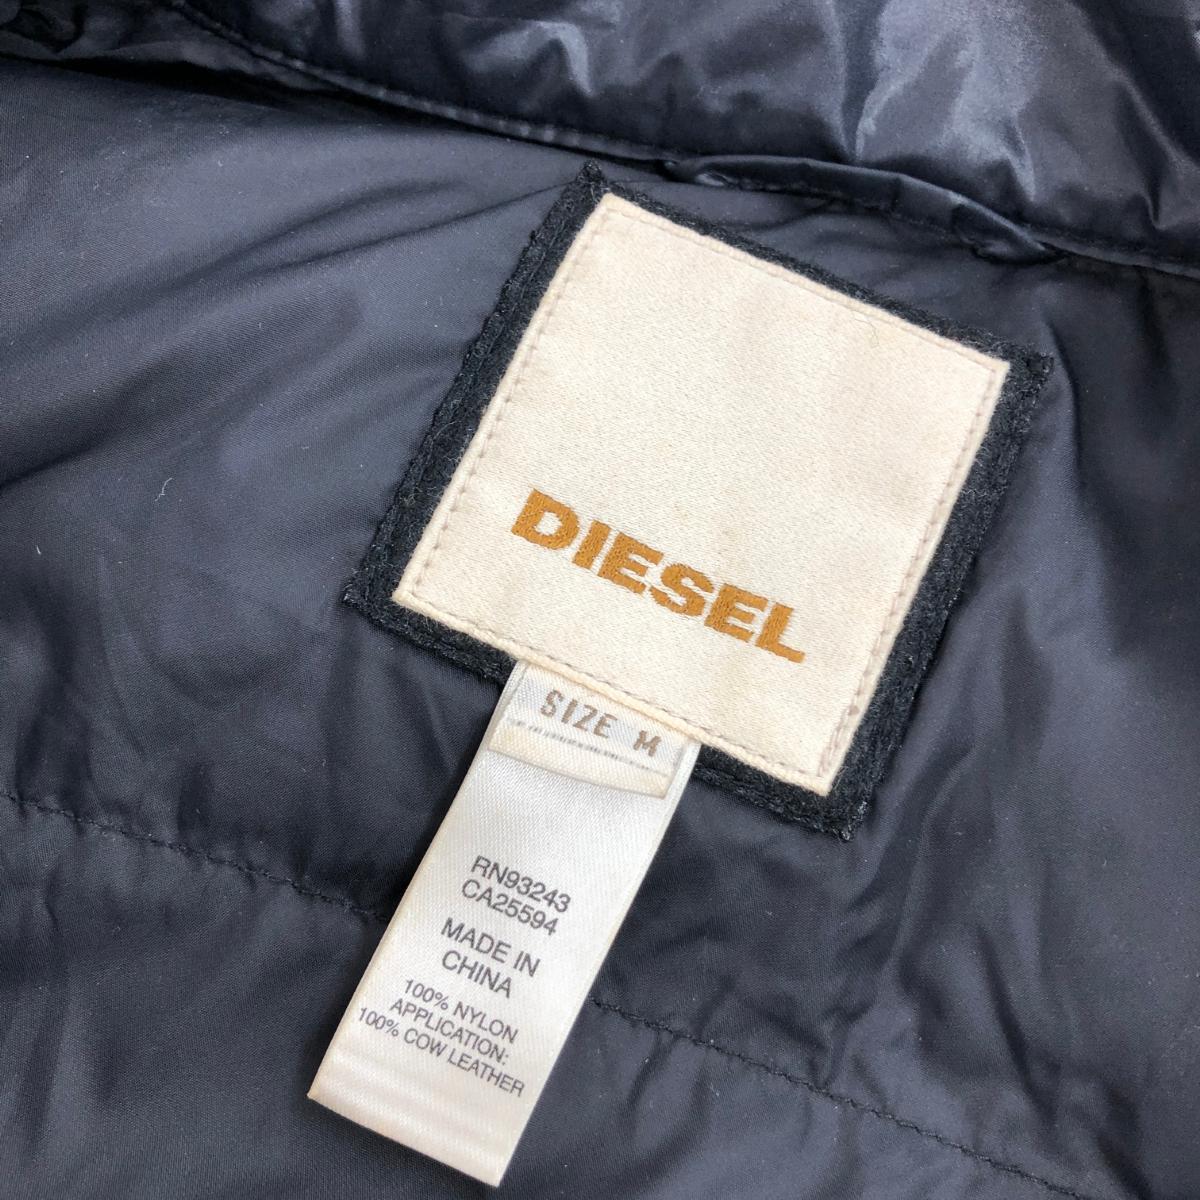 DIESEL
SIZE M
RN93243
CA25594
MADE IN
CHINA
100% NYLON
APPLICATION:
100% COW LEATHER